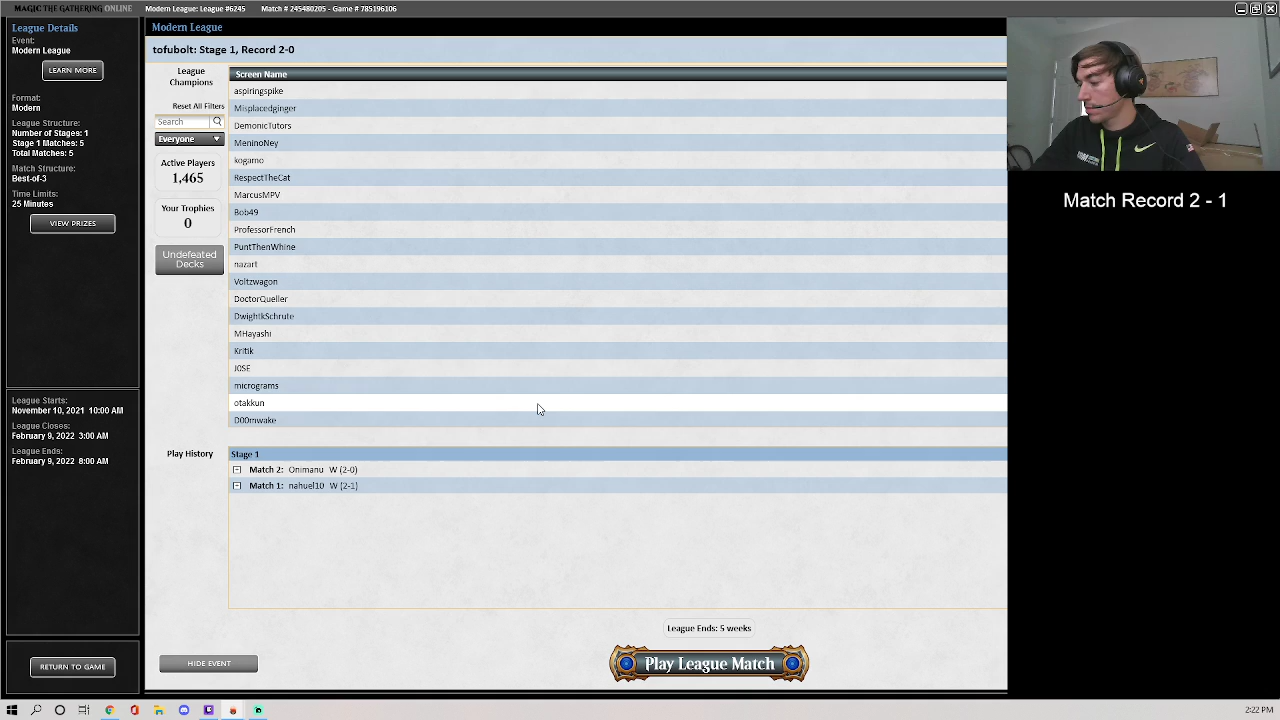 MAGIC THE GATHERING ONLINE Modern League: League #6245 Match # 245480205 - Game # 785196106
League Details
Event:
Modern League
LEARN MORE
Format:
Modern
League Structure:
Number of Stages: 1
Stage 1 Matches: 5
Total Matches: 5
Match Structure:
Best-of-3
Time Limits:
25 Minutes
VIEW PRIZES
League Starts:
November 10, 2021 10:00 AM
League Closes:
February 9, 2022 3:00 AM
League Ends:
February 9, 2022 8:00 AM
RETURN TO GAME
Modern League
tofubolt: Stage 1, Record 2-0
League
Champions
Reset All Filters
Search
Everyone
Active Players
1,465
Your Trophies
0
Undefeated
Decks
Screen Name
aspiringspike
Misplacedginger
DemonicTutors
MeninoNey
kogamo
RespectTheCat
MarcusMPV
Bob49
ProfessorFrench
PuntThenWhine
nazart
Voltzwagon
DoctorQueller
DwightkSchrute
MHayashi
Kritik
J0SE
micrograms
otakkun
D00mwake
Play History
Stage 1
Match 2: Onimanu W (2-0)
Match 1: nahuel10 W (2-1)
League Ends: 5 weeks
HIDE EVENT
Play League Match
Match Record 2 - 1
2:22 PM